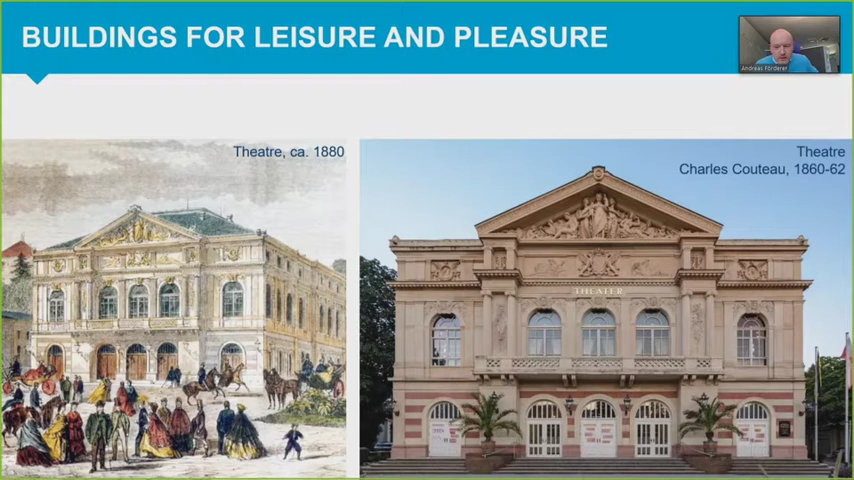 BUILDINGS FOR LEISURE AND PLEASURE
Andreas Förderer
Theatre, ca. 1880
Theatre
Charles Couteau, 1860-62
THEATER